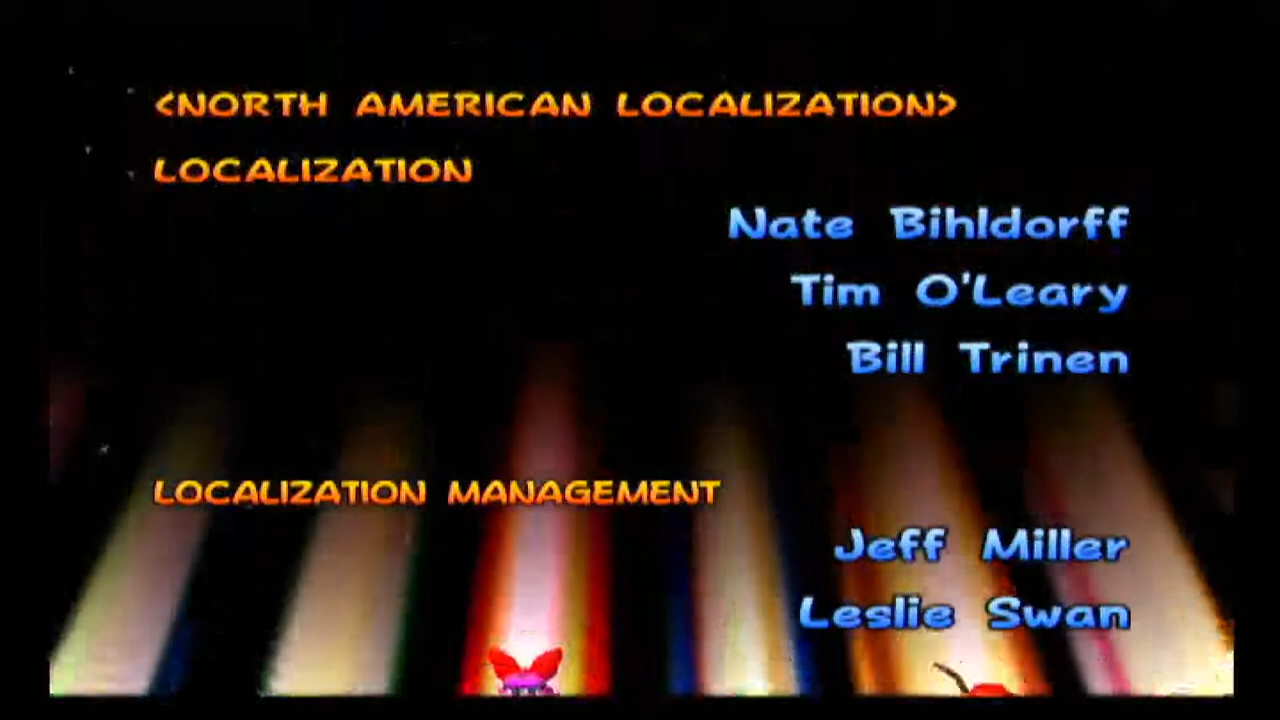 <NORTH AMERICAN LOCALIZATION>
LOCALIZATION
Nate Bihldorff
Tim O'Leary
Bill Trinen
LOCALIZATION MANAGEMENT
Jeff Miller
Leslie Swan